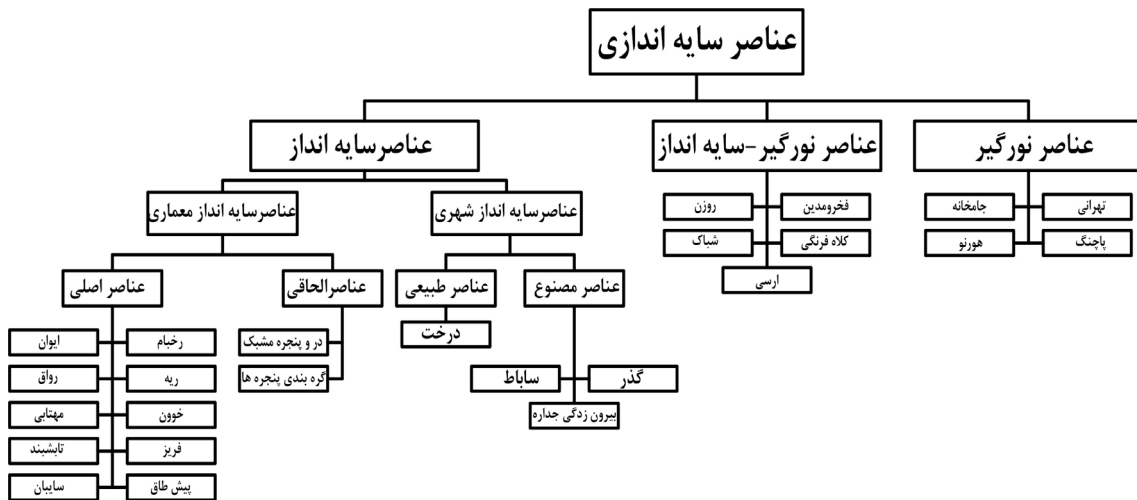 عناصر سایه اندازی
عناصر نورگیر
عناصر نورگیر-سایه انداز
عناصرسایه انداز
تهرانی
جامخانه
پاچنگ
هورنو
فخرومدین
روزن
کلاه فرنگی
شباک
ارسی
عناصرسایه انداز شهری
عناصرسایه انداز معماری
عناصر مصنوع
عناصر طبیعی
عناصرالحاقی
عناصر اصلی
درخت
گذر
ساباط
بیرون زدگی جداره
در و پنجره مشبک
گره بندی پنجره ها
رخبام
ایوان
ریه
رواق
خوون
مهتابی
فریز
تابشبند
پیش طاق
سایبان